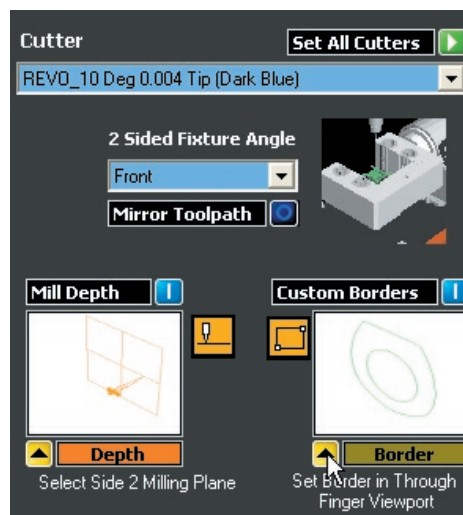 Cutter
Set All Cutters
REVO_10 Deg 0.004 Tip (Dark Blue)
2 Sided Fixture Angle
Front
Mirror Toolpath
Mill Depth
Custom Borders
Depth
Border
Select Side 2 Milling Plane
Set Border in Through
Finger Viewport